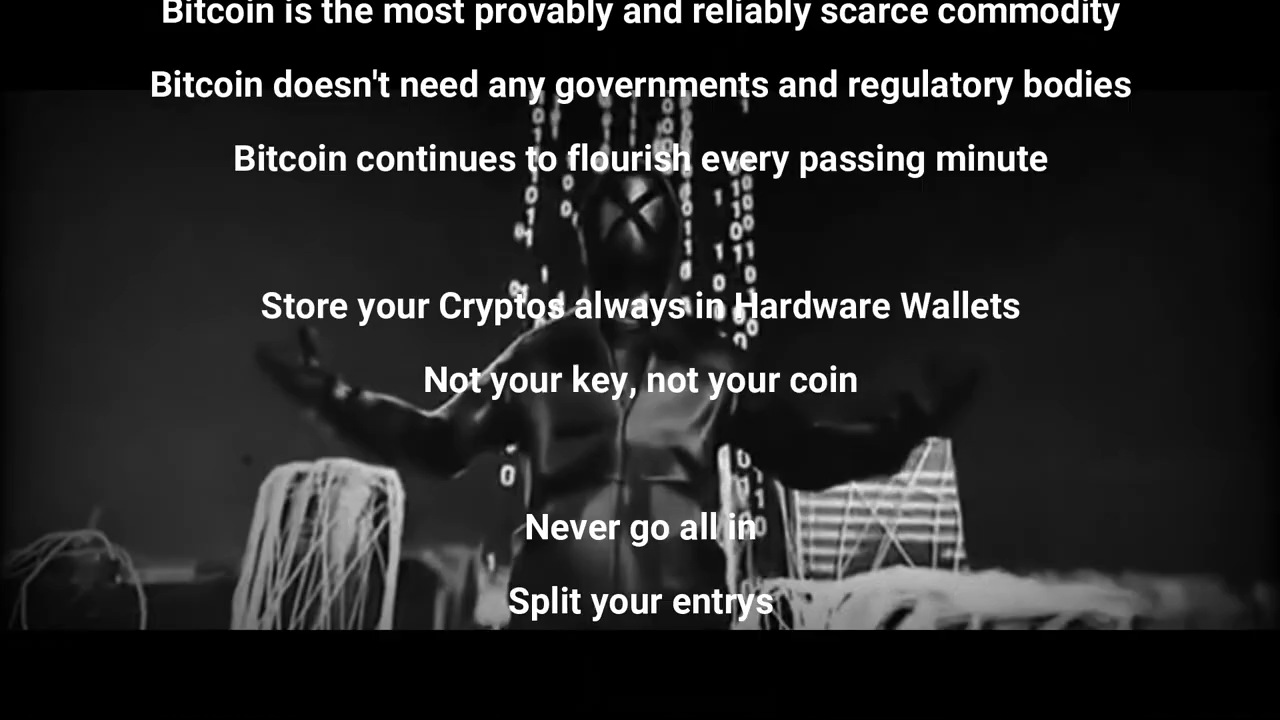 Bitcoin is the most provably and reliably scarce commodity
Bitcoin doesn't need any governments and regulatory bodies
Bitcoin continues to flourish every passing minute
Store your Cryptos always in Hardware Wallets
Not your key, not your coin
Never go all in
Split your entrys